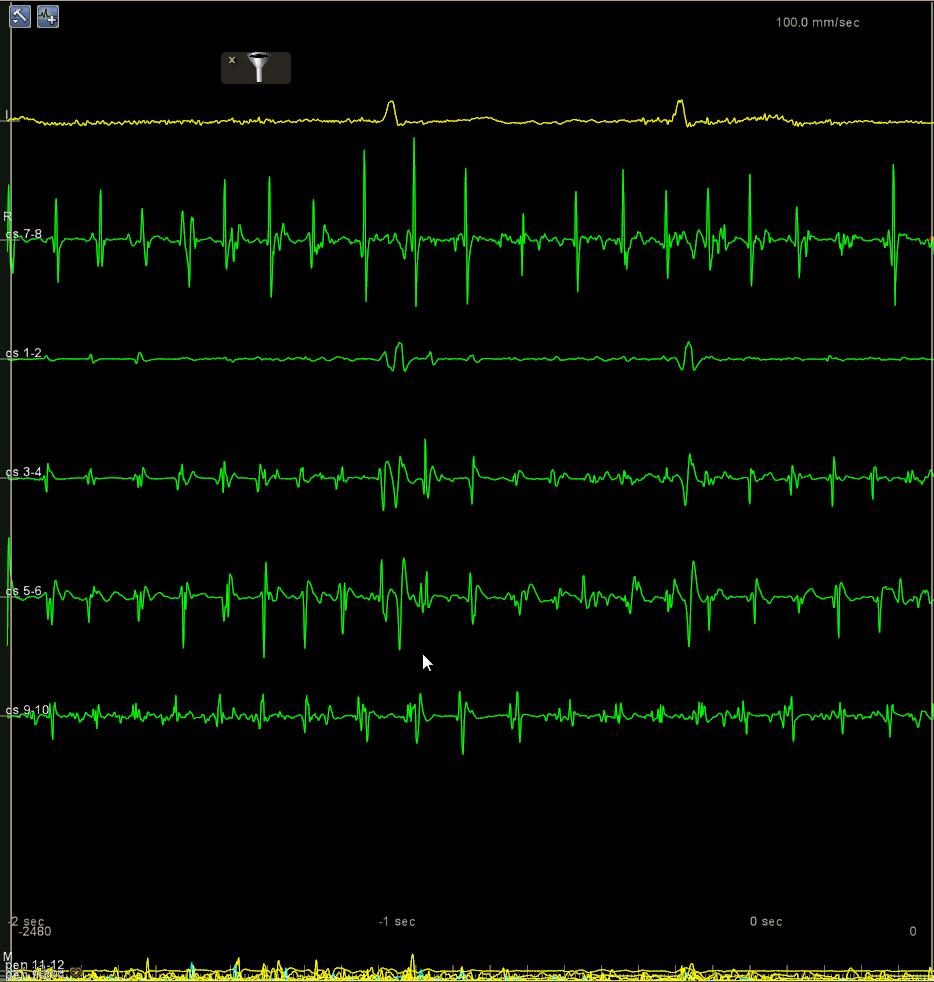 100.0 mm/sec
x
I
R
cs 7-8
cs 1-2
cs 3-4
cs 5-6
cs 9-10
-2 sec
-1 sec
0 sec
-2480
0
M
pen 11-12